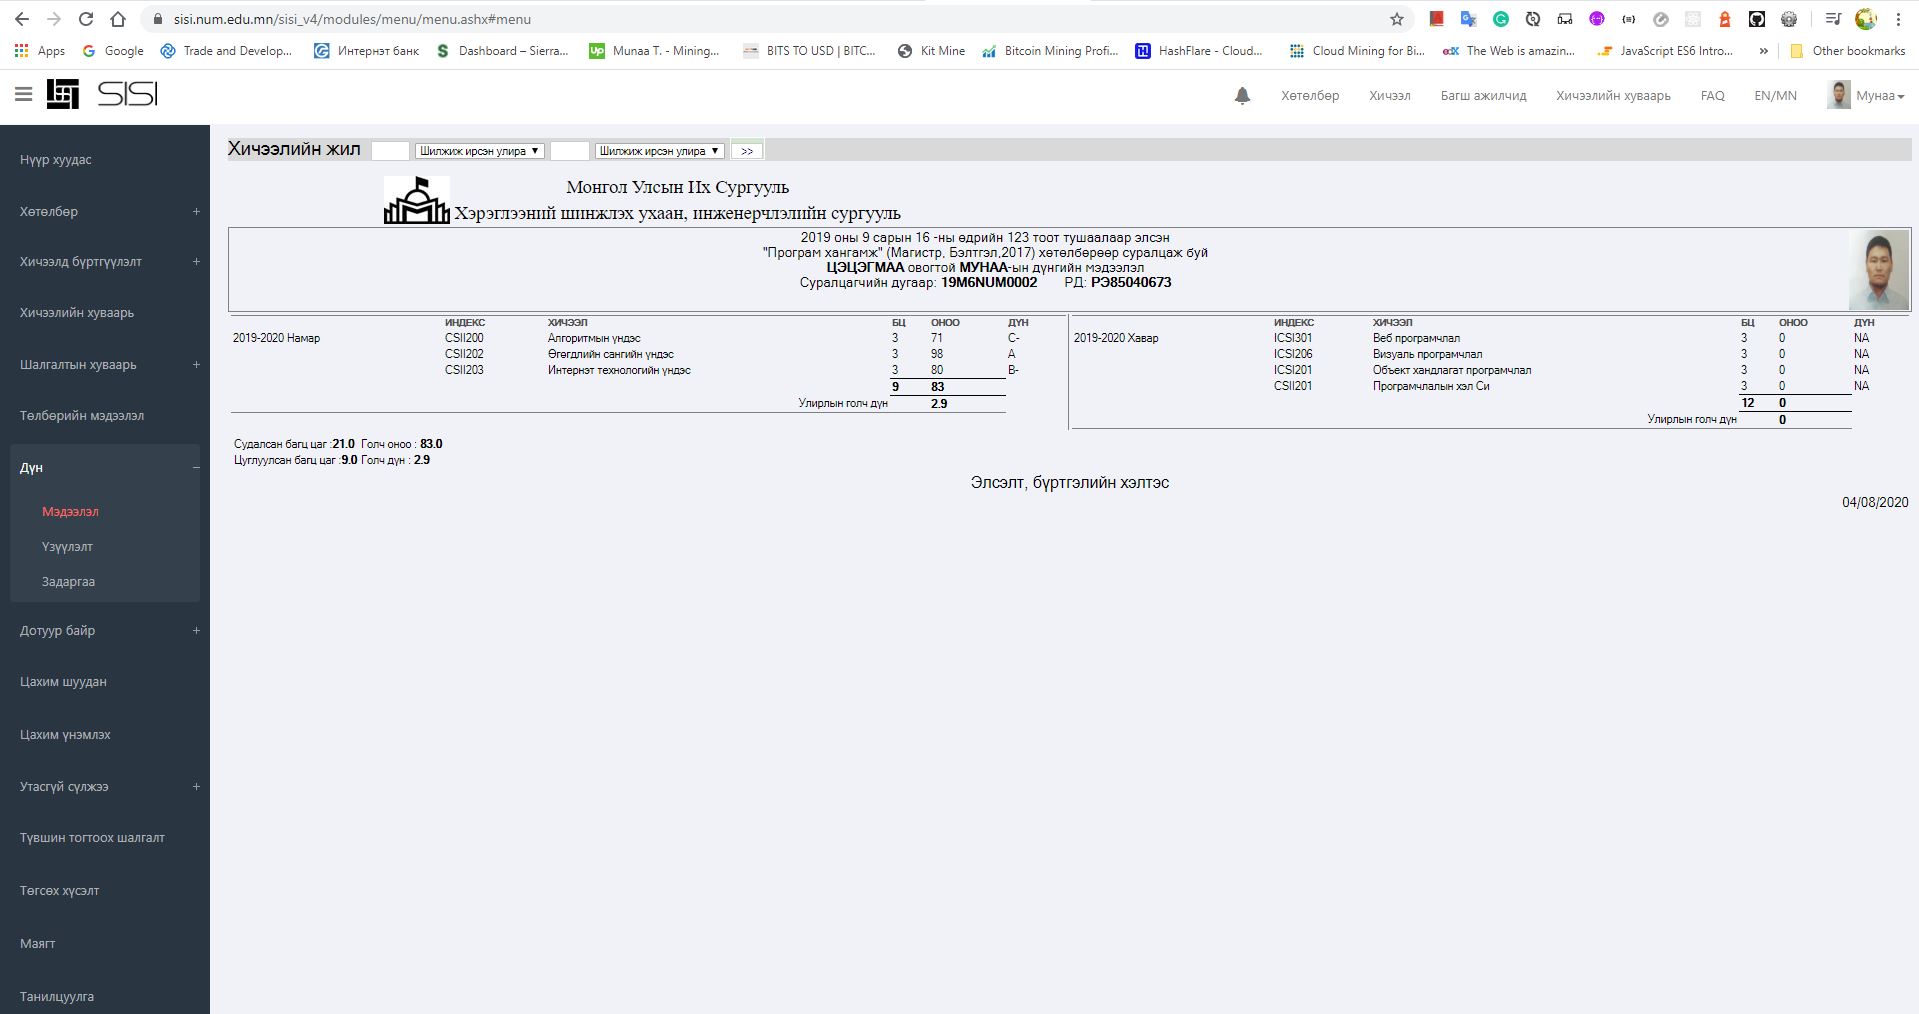 sisi.num.edu.mn/sisi_v4/modules/menu/menu.ashx#menu
Apps Google Trade and Develop... Интернэт банк Dashboard – Sierra... Munaa T. - Mining... BITS TO USD | BITC... Kit Mine Bitcoin Mining Profi... HashFlare - Cloud... Cloud Mining for Bi... The Web is amazin... JavaScript ES6 Intro... » Other bookmarks
SISI Хөтөлбөр Хичээл Багш ажилчид Хичээлийн хуваарь FAQ EN/MN Мунаа
Нүүр хуудас
Хөтөлбөр +
Хичээлд бүртгүүлэлт +
Хичээлийн хуваарь
Шалгалтын хуваарь +
Төлбөрийн мэдээлэл
Дүн −
Мэдээлэл
Үзүүлэлт
Задаргаа
Дотуур байр +
Цахим шуудан
Цахим үнэмлэх
Утасгүй сүлжээ +
Түвшин тогтоох шалгалт
Төгсөх хүсэлт
Маягт
Танилцуулга
Хичээлийн жил Шилжиж ирсэн улира ▼ Шилжиж ирсэн улира ▼ >>
Монгол Улсын Их Сургууль
Хэрэглээний шинжлэх ухаан, инженерчлэлийн сургууль
2019 оны 9 сарын 16 -ны өдрийн 123 тоот тушаалаар элсэн
"Програм хангамж" (Магистр, Бэлтгэл,2017) хөтөлбөрөөр суралцаж буй
ЦЭЦЭГМАА овогтой МУНАА-ын дүнгийн мэдээлэл
Суралцагчийн дугаар: 19M6NUM0002 РД: РЭ85040673
ИНДЕКС ХИЧЭЭЛ БЦ ОНОО ДҮН
2019-2020 Намар CSII200 Алгоритмын үндэс 3 71 C-
CSII202 Өгөгдлийн сангийн үндэс 3 98 A
CSII203 Интернэт технологийн үндэс 3 80 B-
9 83
Улирлын голч дүн 2.9
ИНДЕКС ХИЧЭЭЛ БЦ ОНОО ДҮН
2019-2020 Хавар ICSI301 Веб програмчлал 3 0 NA
ICSI206 Визуаль програмчлал 3 0 NA
ICSI201 Объект хандлагат програмчлал 3 0 NA
CSII201 Програмчлалын хэл Си 3 0 NA
12 0
Улирлын голч дүн 0
Судалсан багц цаг :21.0 Голч оноо : 83.0
Цуглуулсан багц цаг :9.0 Голч дүн : 2.9
Элсэлт, бүртгэлийн хэлтэс
04/08/2020